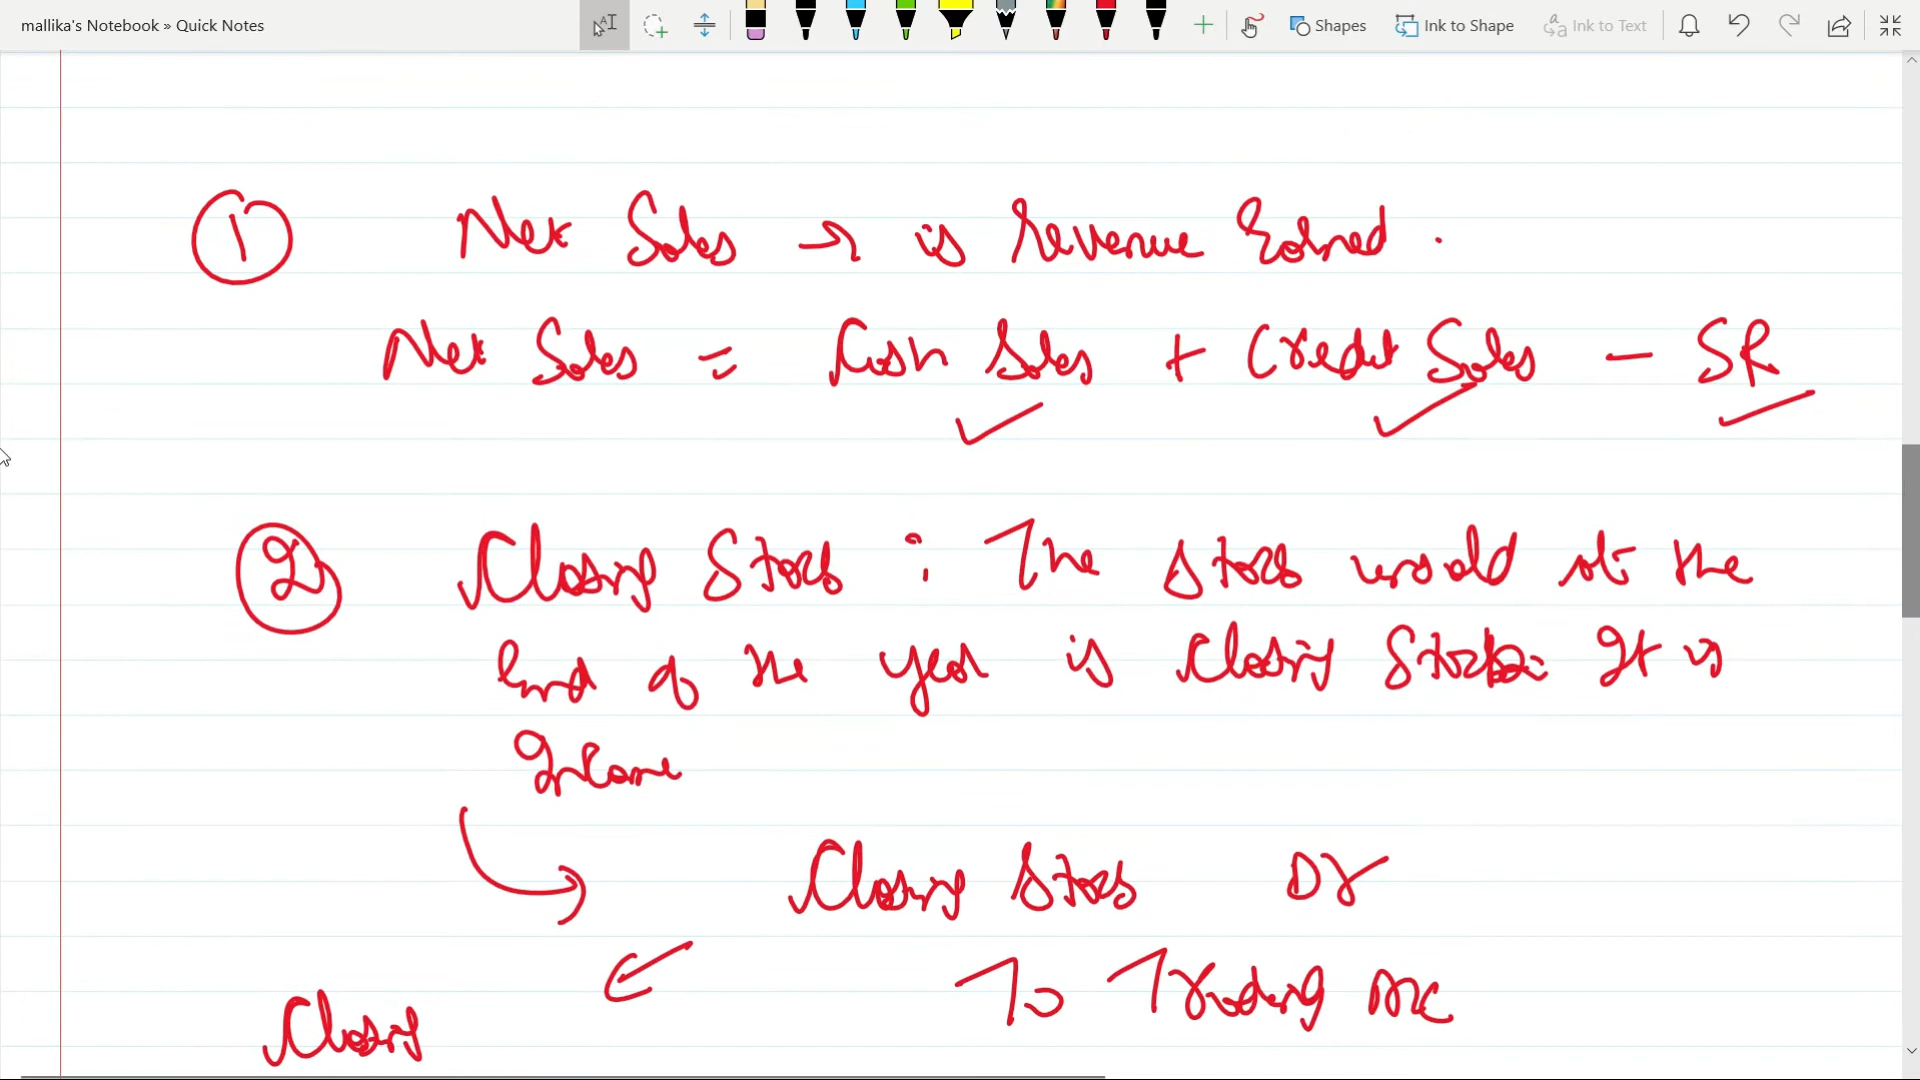 mallika's Notebook » Quick Notes
Shapes
Ink to Shape
Ink to Text
① Net Sales → is Revenue Earned.
Net Sales = Cash Sales + Credit Sales - SR
② Closing Stock : The Stock unsold at the
End of the year is Closing Stock. It is
Income
Closing Stock Dr
To Trading A/c
Closing